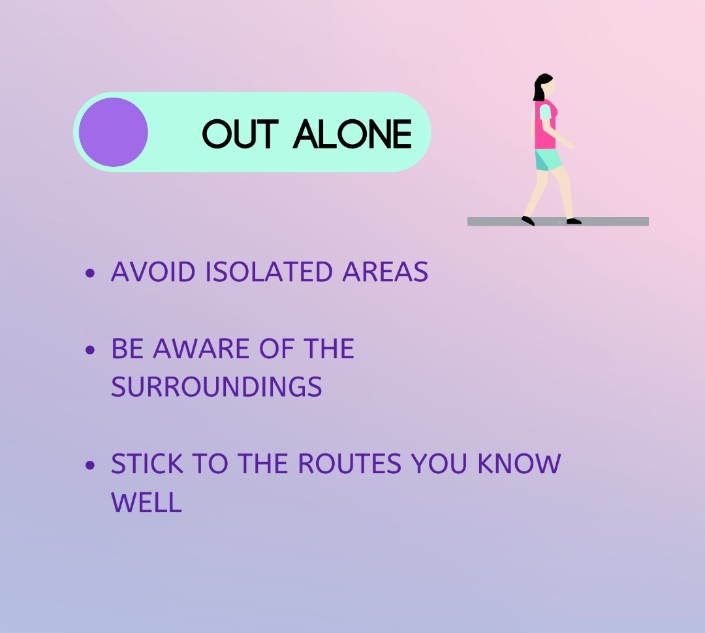 OUT ALONE
• AVOID ISOLATED AREAS
• BE AWARE OF THE
SURROUNDINGS
• STICK TO THE ROUTES YOU KNOW
WELL